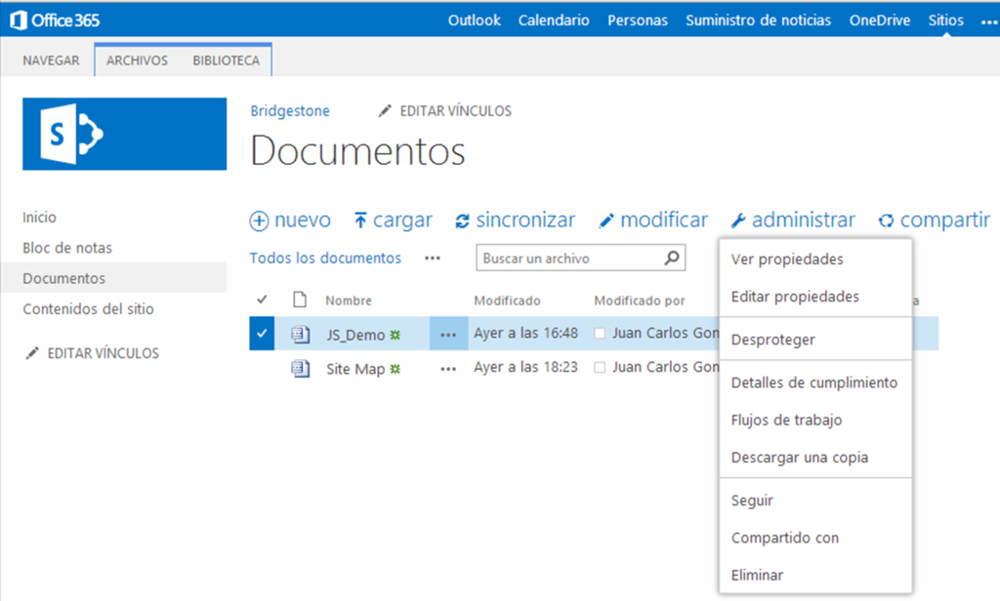 Office 365 Outlook Calendario Personas Suministro de noticias OneDrive Sitios •••
NAVEGAR ARCHIVOS BIBLIOTECA
S
Bridgestone EDITAR VÍNCULOS
Documentos
Inicio
Bloc de notas
Documentos
Contenidos del sitio
EDITAR VÍNCULOS
nuevo cargar sincronizar modificar administrar compartir
Todos los documentos ••• Buscar un archivo
Nombre Modificado Modificado por a
JS_Demo ••• Ayer a las 16:48 Juan Carlos Gon
Site Map ••• Ayer a las 18:23 Juan Carlos Gon
Ver propiedades
Editar propiedades
Desproteger
Detalles de cumplimiento
Flujos de trabajo
Descargar una copia
Seguir
Compartido con
Eliminar